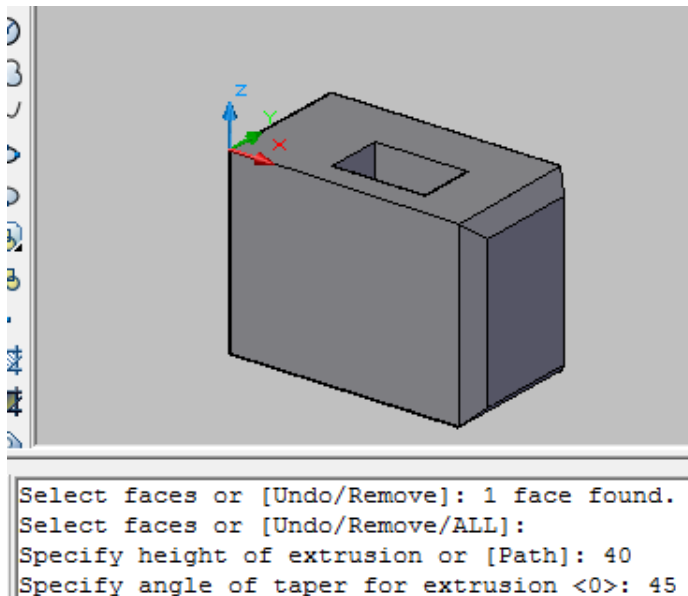 Z
Y
X
Select faces or [Undo/Remove]: 1 face found.
Select faces or [Undo/Remove/ALL]:
Specify height of extrusion or [Path]: 40
Specify angle of taper for extrusion <0>: 45